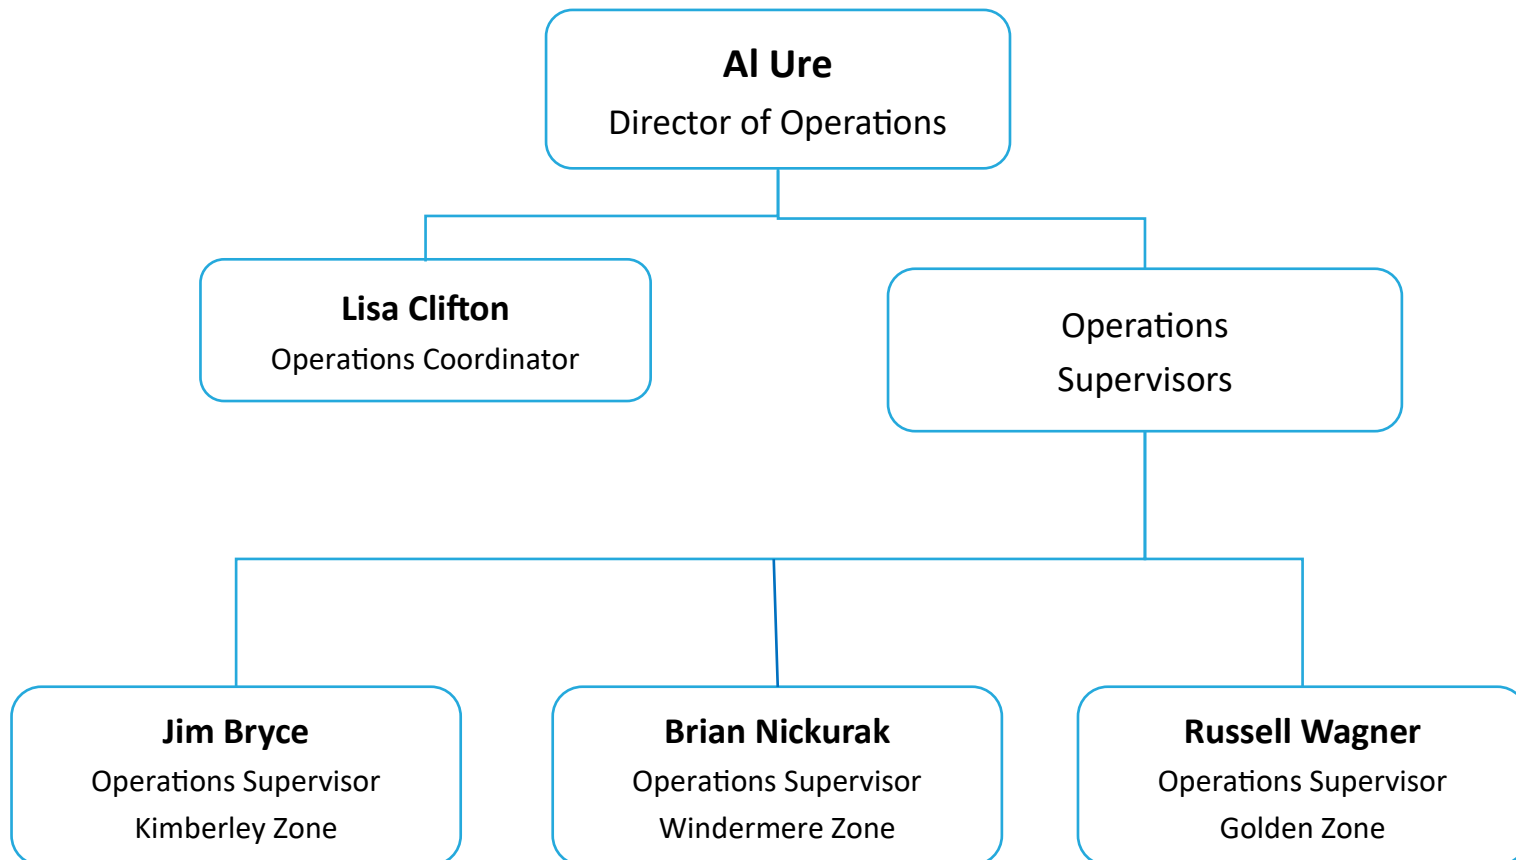 Al Ure
Director of Operations
Lisa Clifton
Operations Coordinator
Operations
Supervisors
Jim Bryce
Operations Supervisor
Kimberley Zone
Brian Nickurak
Operations Supervisor
Windermere Zone
Russell Wagner
Operations Supervisor
Golden Zone